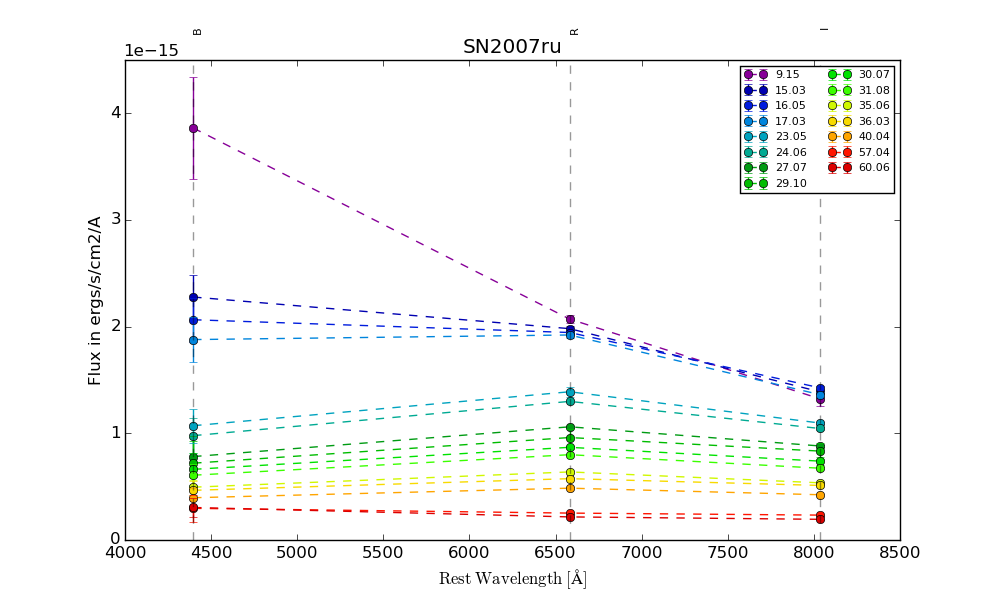 B
R
I
1e−15
SN2007ru
9.15
15.03
16.05
17.03
23.05
24.06
27.07
29.10
30.07
31.08
35.06
36.03
40.04
57.04
60.06
4
3
2
1
0
Flux in ergs/s/cm2/A
4000 4500 5000 5500 6000 6500 7000 7500 8000 8500
Rest Wavelength [Å]